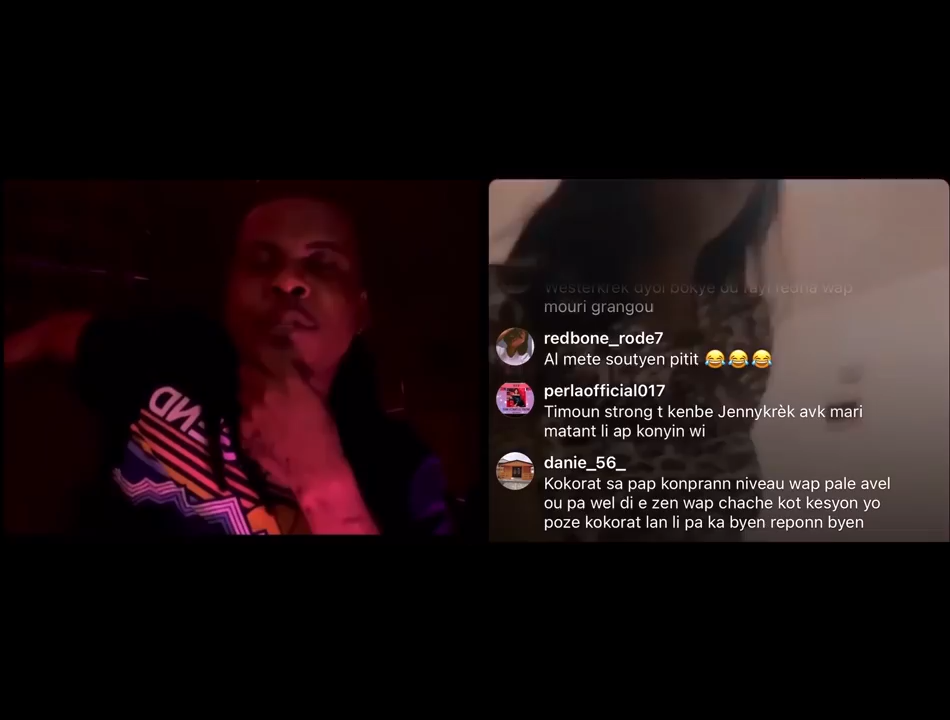 LEND
mouri grangou
redbone_rode7
Al mete soutyen pitit 😂😂😂
perlaofficial017
Timoun strong t kenbe Jennykrèk avk mari
matant li ap konyin wi
danie_56_
Kokorat sa pap konprann niveau wap pale avel
ou pa wel di e zen wap chache kot kesyon yo
poze kokorat lan li pa ka byen reponn byen